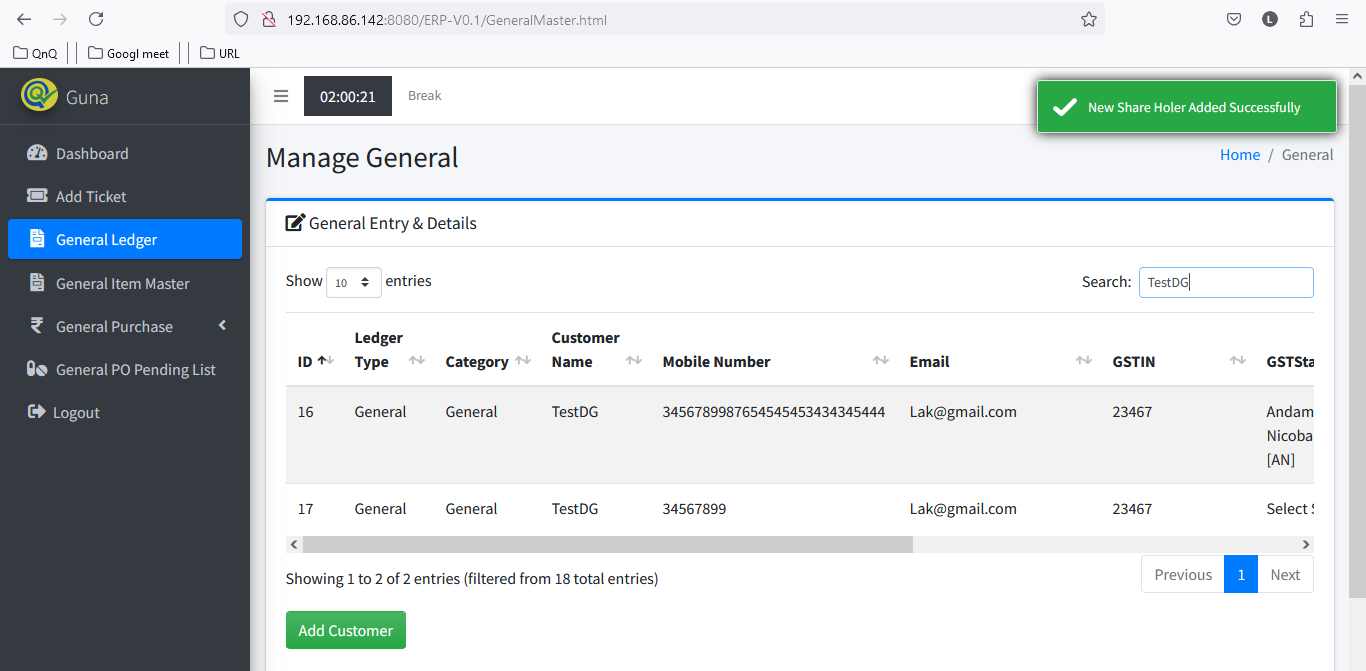 192.168.86.142:8080/ERP-V0.1/GeneralMaster.html
L
QnQ
Googl meet
URL
Guna
02:00:21
Break
New Share Holer Added Successfully
Dashboard
Add Ticket
General Ledger
General Item Master
General Purchase
General PO Pending List
Logout
Manage General
Home / General
General Entry & Details
Show 10 entries
Search: TestDG
ID Ledger Type Category Customer Name Mobile Number Email GSTIN GSTSta
16 General General TestDG 3456789987654545453434345444 Lak@gmail.com 23467 Andam
Nicoba
[AN]
17 General General TestDG 34567899 Lak@gmail.com 23467 Select S
Showing 1 to 2 of 2 entries (filtered from 18 total entries)
Previous 1 Next
Add Customer